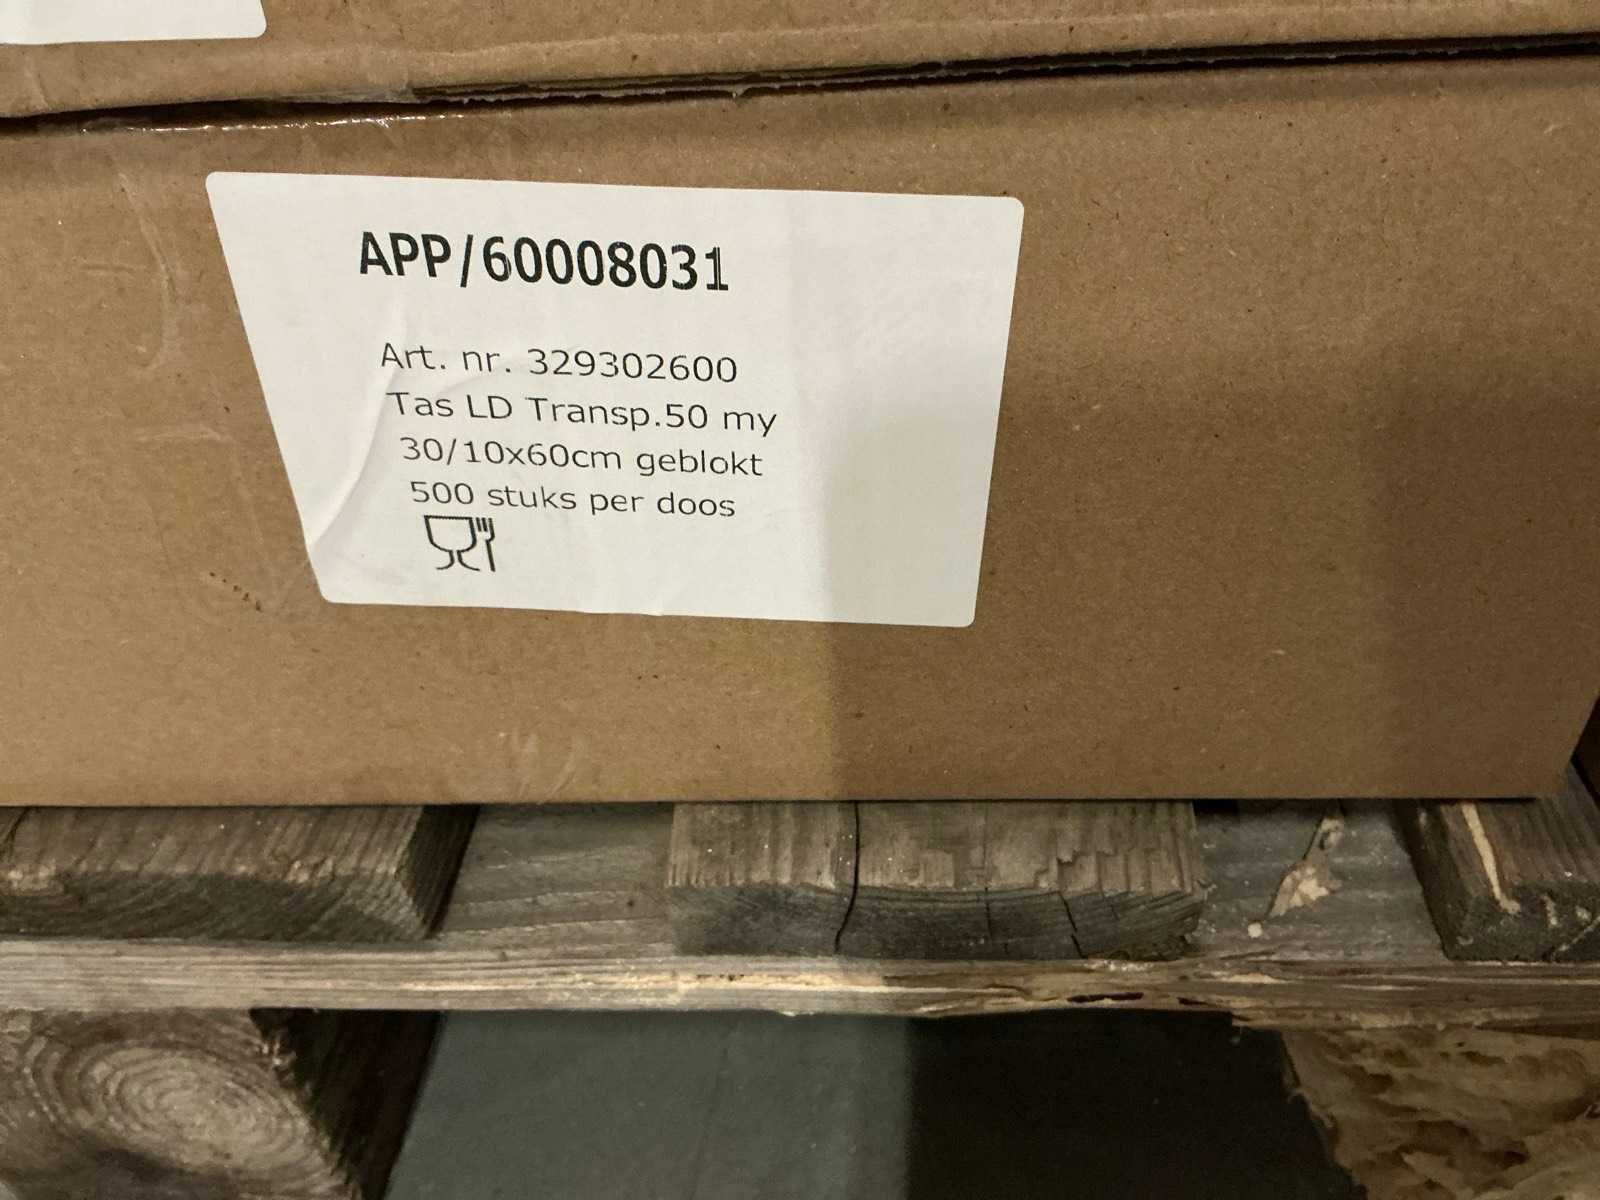 APP/60008031
Art. nr. 329302600
Tas LD Transp.50 my
30/10x60cm geblokt
500 stuks per doos